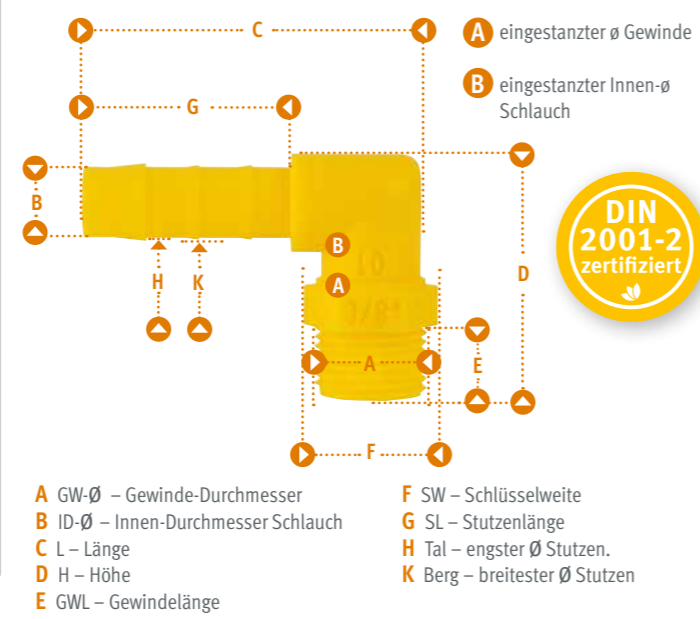 C
A eingestanzter ø Gewinde
B eingestanzter Innen-ø
Schlauch
G
B
DIN
2001-2
zertifiziert
B
01
A
3/8"
H
K
D
E
A
F
A GW-Ø – Gewinde-Durchmesser
B ID-Ø – Innen-Durchmesser Schlauch
C L – Länge
D H – Höhe
E GWL – Gewindelänge
F SW – Schlüsselweite
G SL – Stutzenlänge
H Tal – engster Ø Stutzen.
K Berg – breitester Ø Stutzen